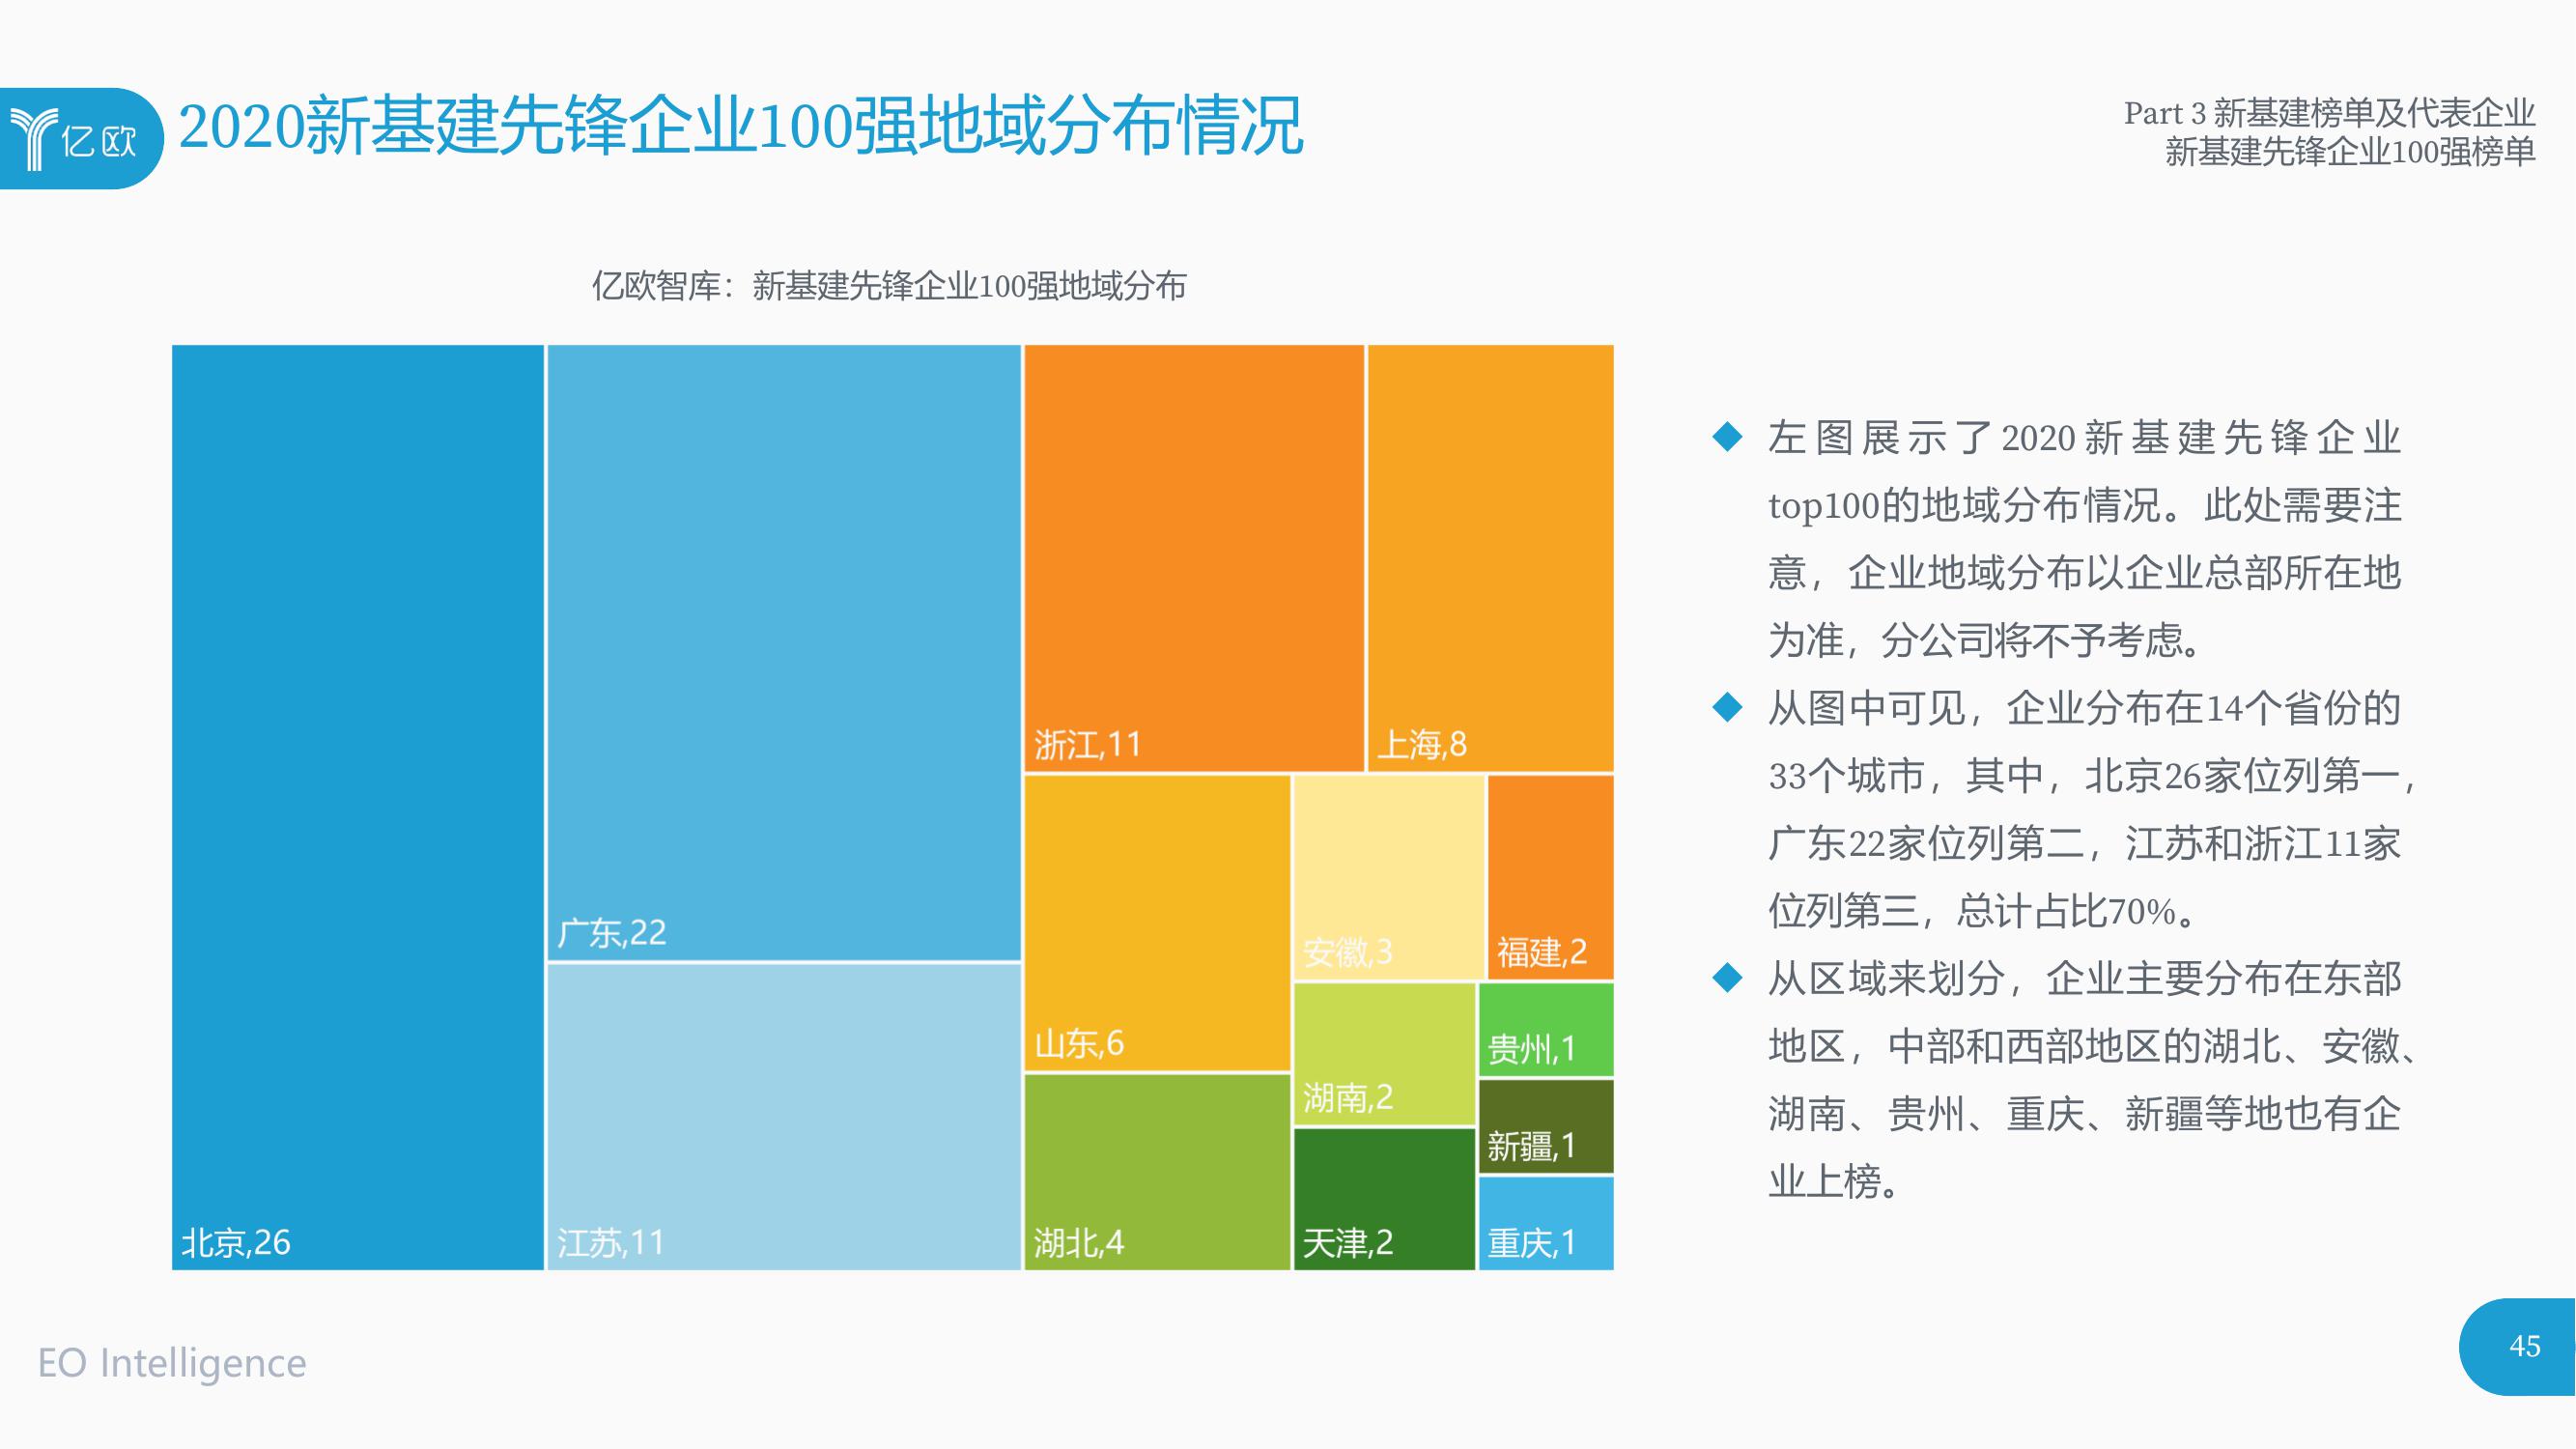 亿欧
2020新基建先锋企业100强地域分布情况
Part 3 新基建榜单及代表企业
新基建先锋企业100强榜单
亿欧智库：新基建先锋企业100强地域分布
北京,26
广东,22
江苏,11
浙江,11
上海,8
山东,6
湖北,4
安徽,3
福建,2
湖南,2
天津,2
贵州,1
新疆,1
重庆,1
左图展示了2020新基建先锋企业
top100的地域分布情况。此处需要注
意，企业地域分布以企业总部所在地
为准，分公司将不予考虑。
从图中可见，企业分布在14个省份的
33个城市，其中，北京26家位列第一，
广东22家位列第二，江苏和浙江11家
位列第三，总计占比70%。
从区域来划分，企业主要分布在东部
地区，中部和西部地区的湖北、安徽、
湖南、贵州、重庆、新疆等地也有企
业上榜。
EO Intelligence
45